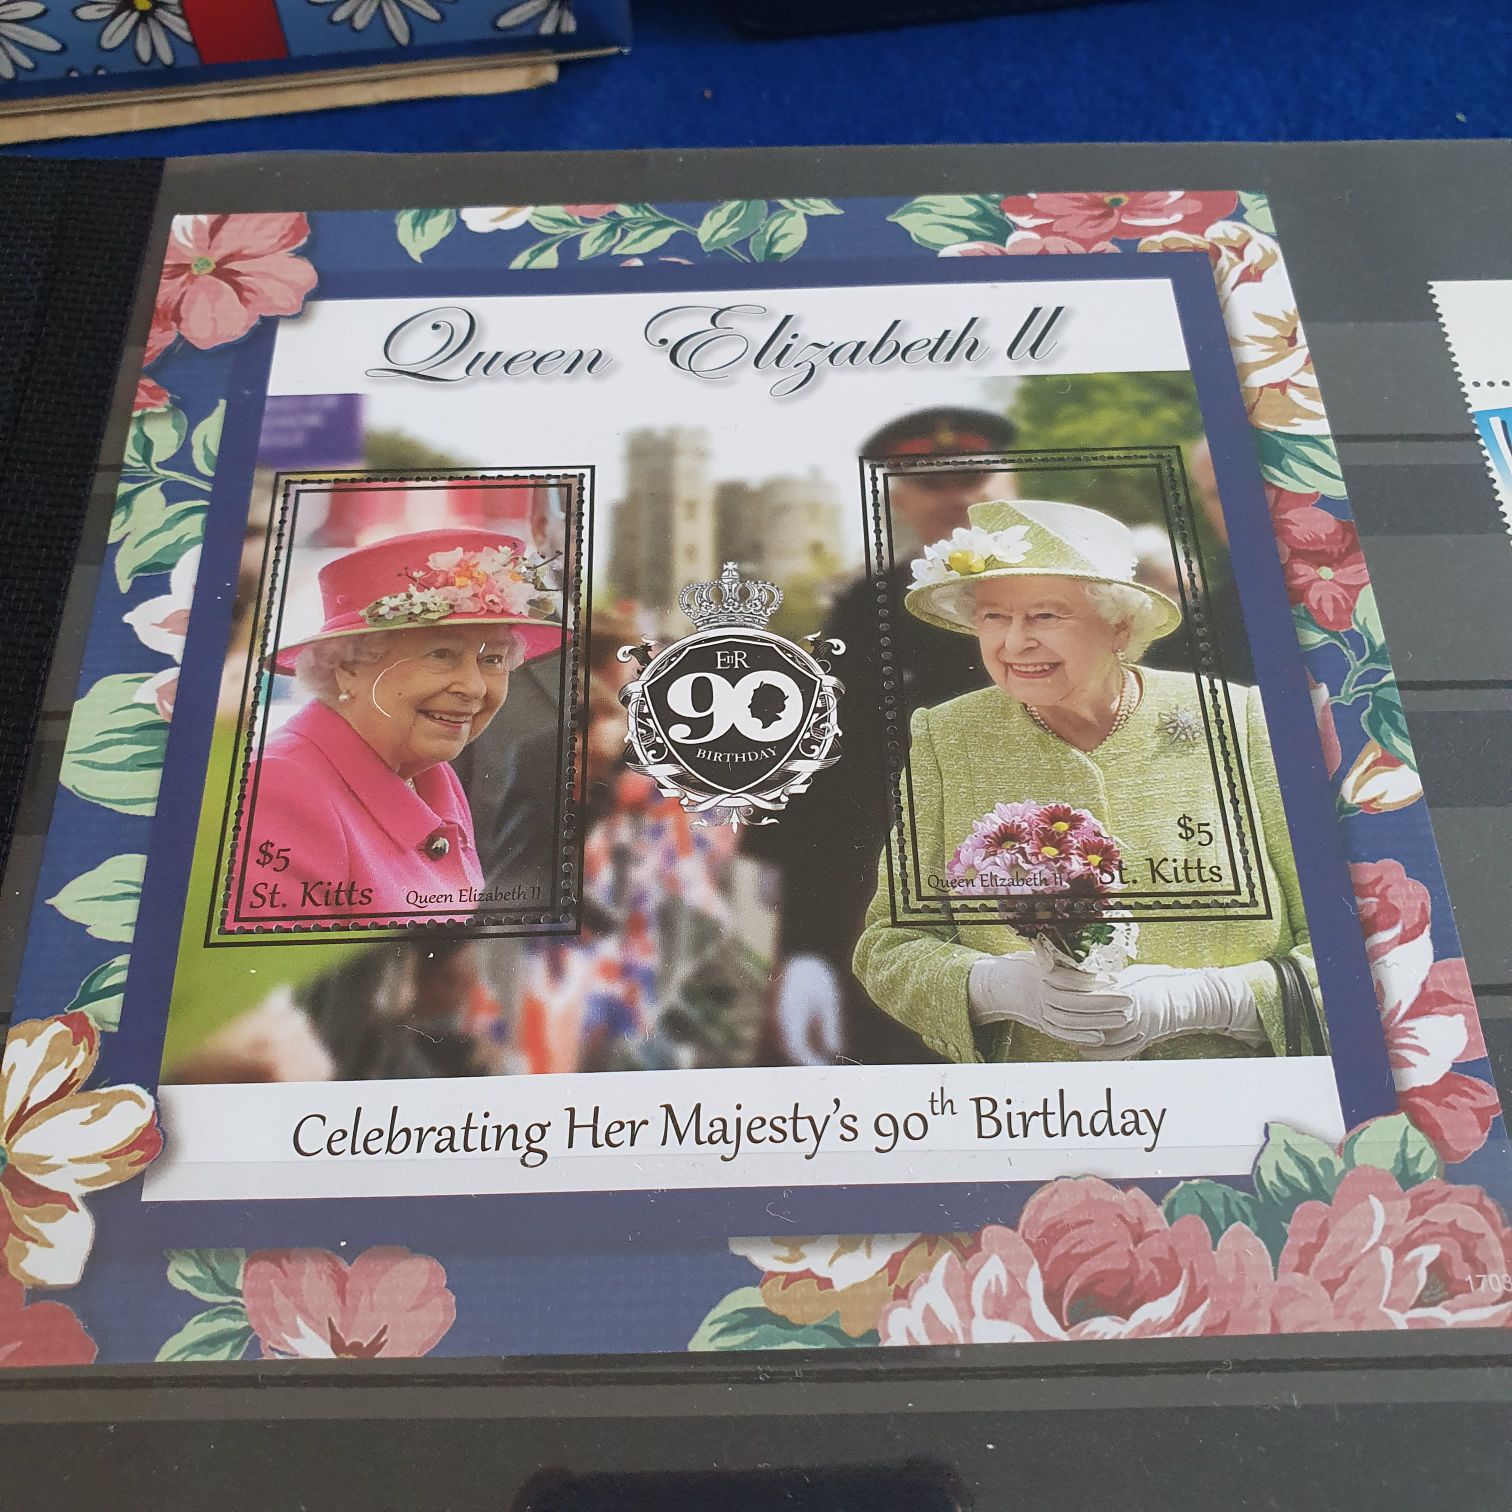 Queen Elizabeth II
EIIR
90
BIRTHDAY
$5
St. Kitts
Queen Elizabeth II
$5
Queen Elizabeth II
St. Kitts
Celebrating Her Majesty's 90th Birthday